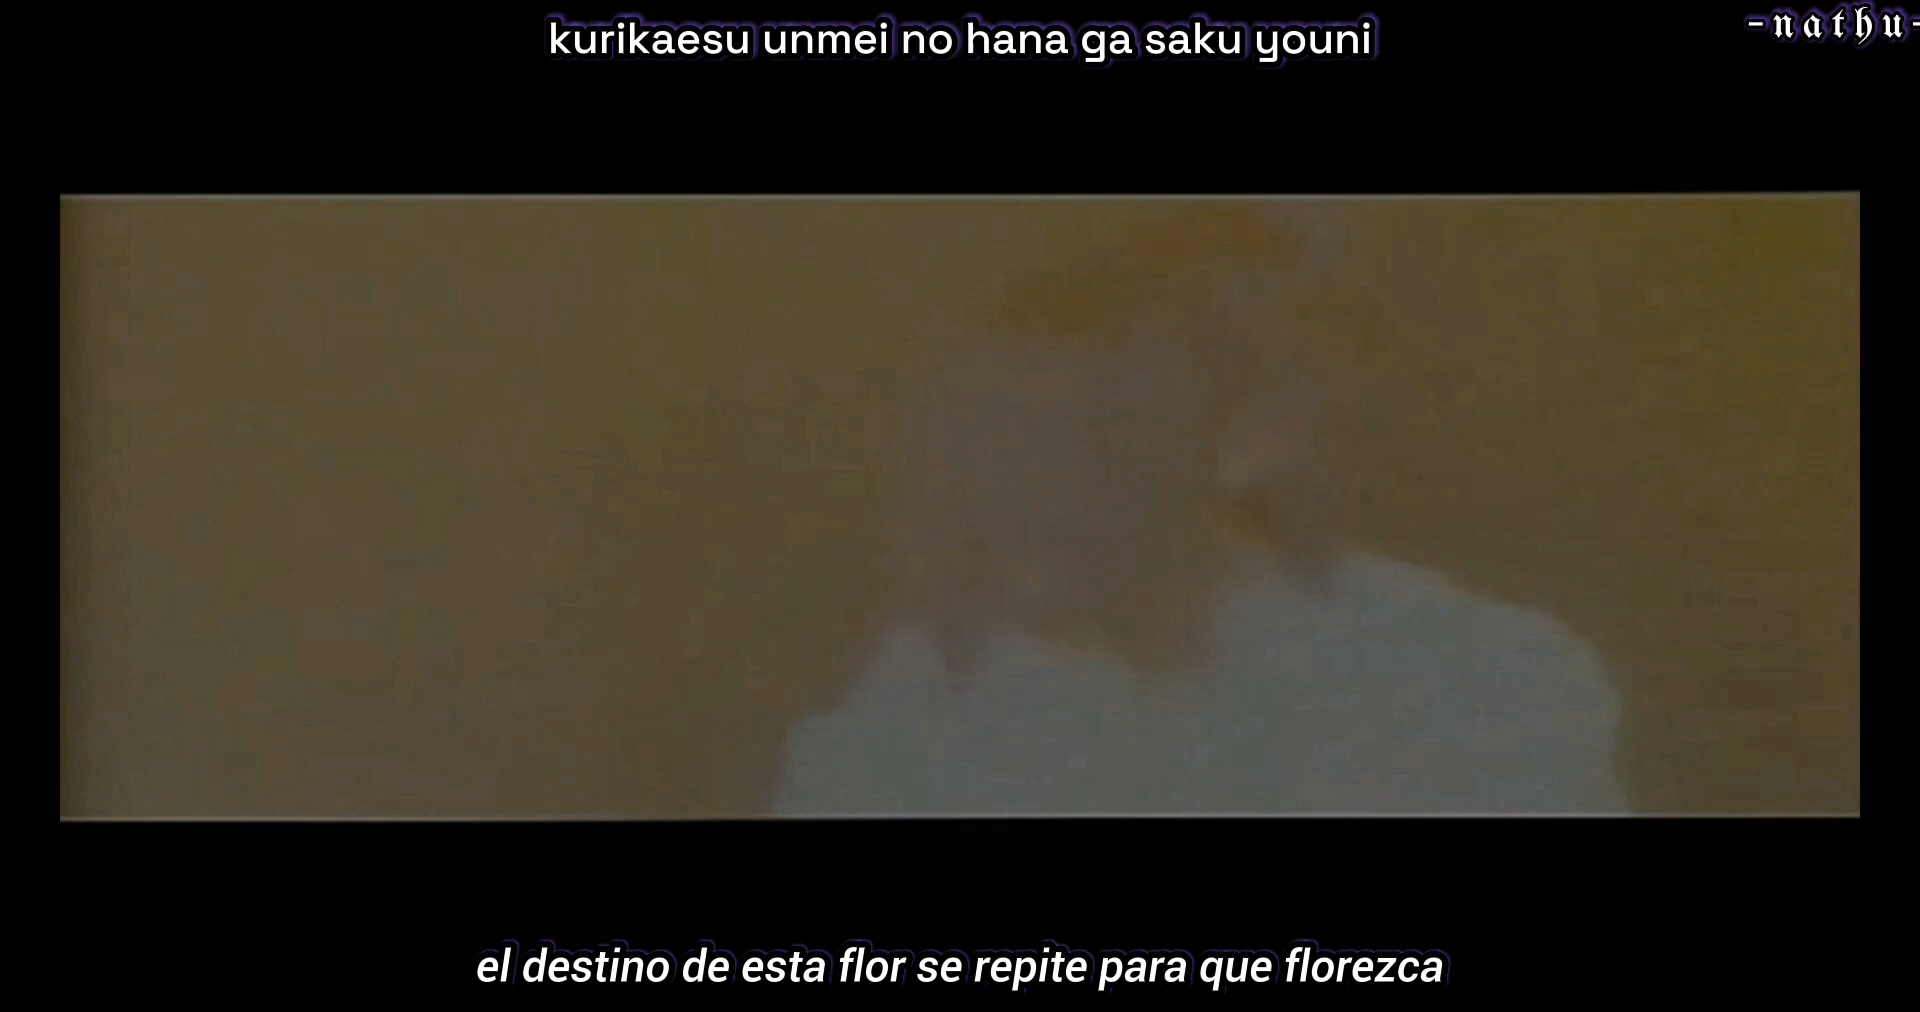 kurikaesu unmei no hana ga saku youni
-nathu-
el destino de esta flor se repite para que florezca